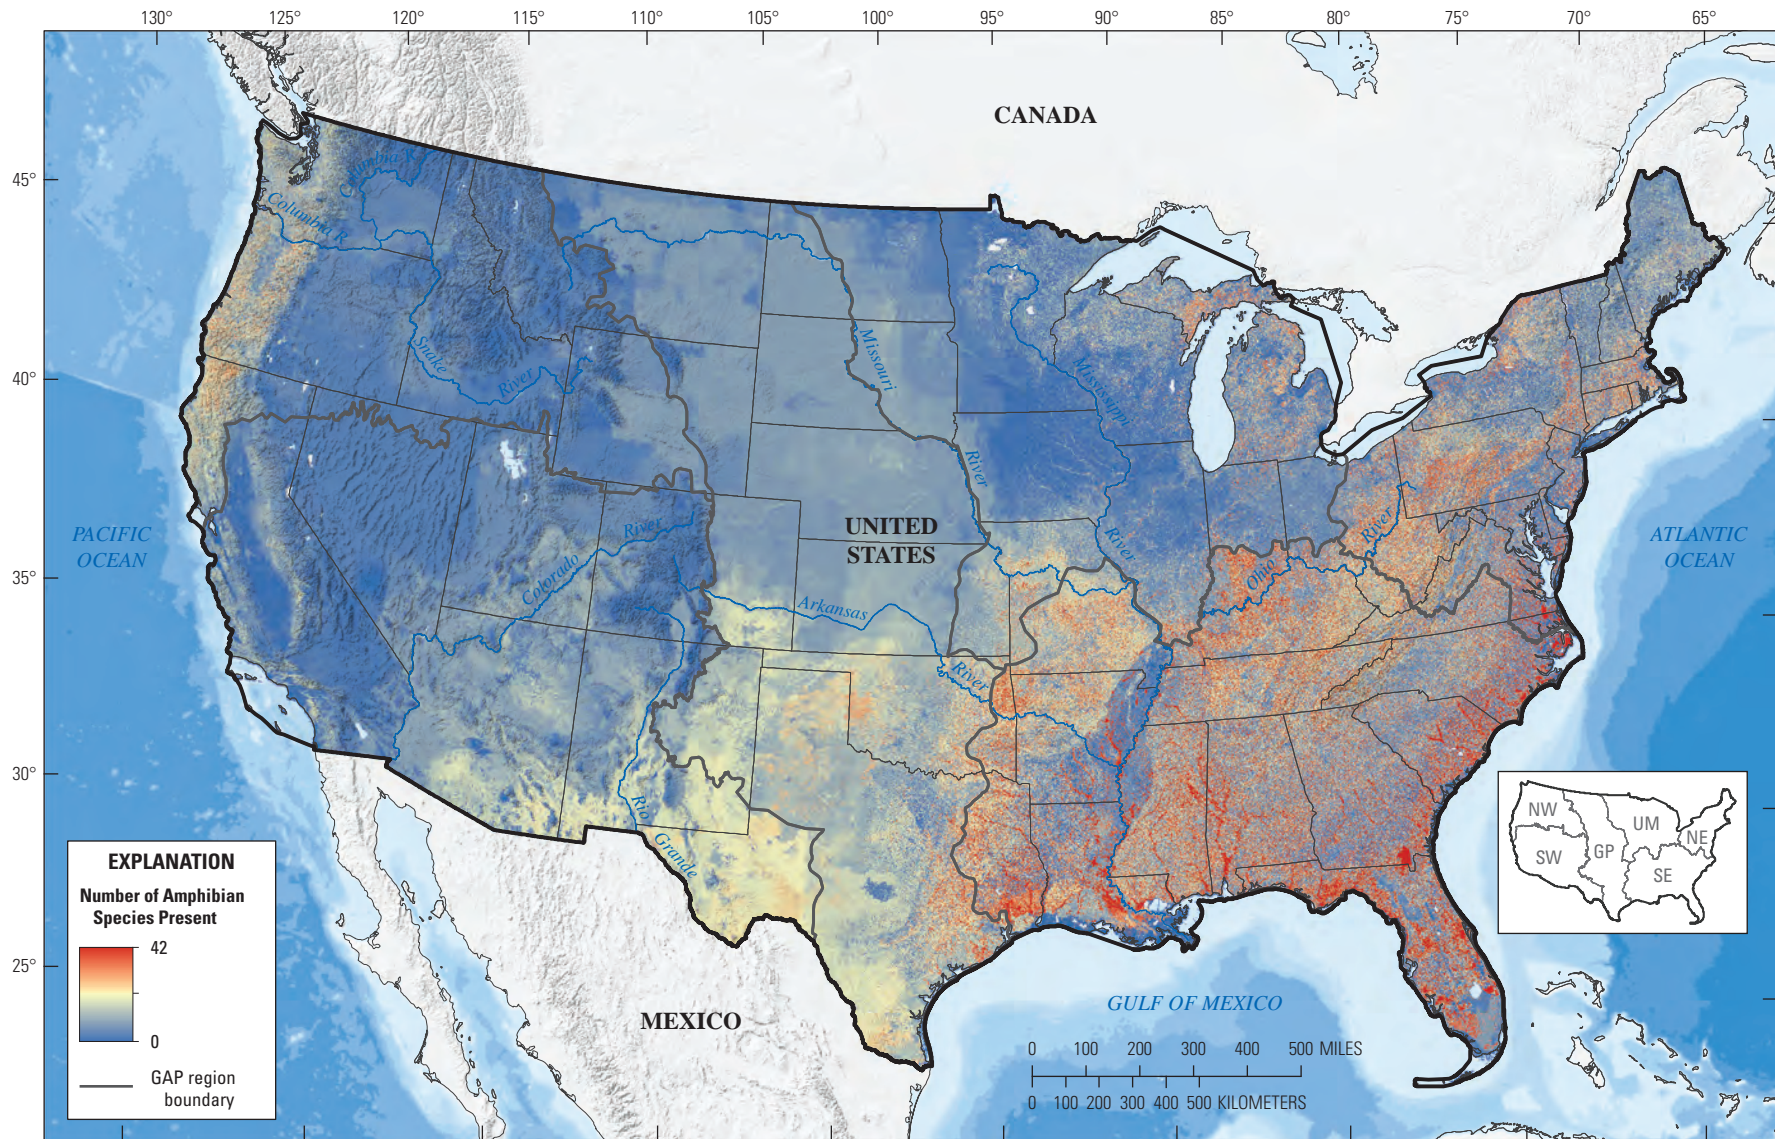 130°
125°
120°
115°
110°
105°
100°
95°
90°
85°
80°
75°
70°
65°
45°
40°
35°
30°
25°
CANADA
Columbia R.
Columbia R.
Snake
River
Missouri
River
Mississippi
River
UNITED
STATES
PACIFIC
OCEAN
ATLANTIC
OCEAN
Colorado
River
Arkansas
River
Ohio
River
Rio
Grande
MEXICO
GULF OF MEXICO
EXPLANATION
Number of Amphibian
Species Present
42
0
GAP region
boundary
NW
UM
NE
SW
GP
SE
0 100 200 300 400 500 MILES
0 100 200 300 400 500 KILOMETERS